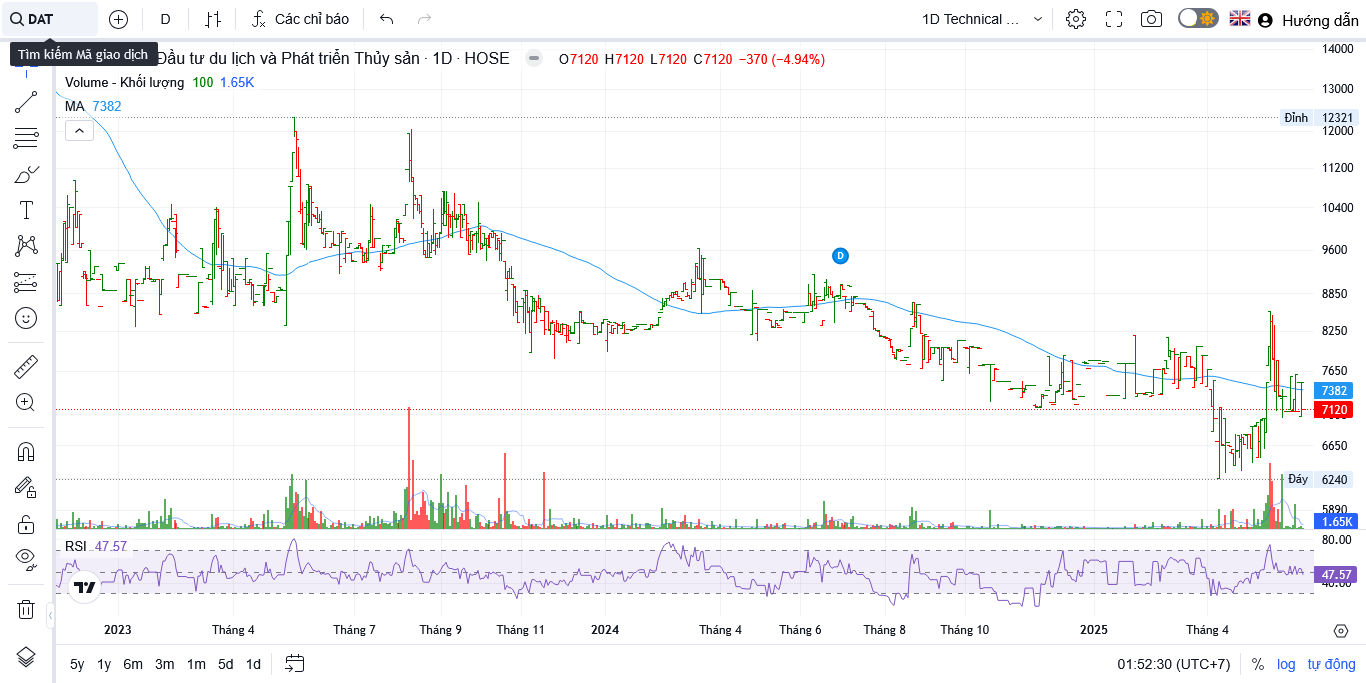 DAT
D
Các chỉ báo
1D Technical ...
Hướng dẫn
Tìm kiếm Mã giao dịch
Đầu tư du lịch và Phát triển Thủy sản · 1D · HOSE
O7120 H7120 L7120 C7120 −370 (−4.94%)
Volume - Khối lượng 100 1.65K
MA 7382
14000
13000
Đỉnh 12321
12000
11200
10400
9600
D
8850
8250
7650
7382
7120
6650
Đáy 6240
5890
1.65K
RSI 47.57
80.00
47.57
40.00
2023
Tháng 4
Tháng 7
Tháng 9
Tháng 11
2024
Tháng 4
Tháng 6
Tháng 8
Tháng 10
2025
Tháng 4
5y 1y 6m 3m 1m 5d 1d
01:52:30 (UTC+7)
% log tự động